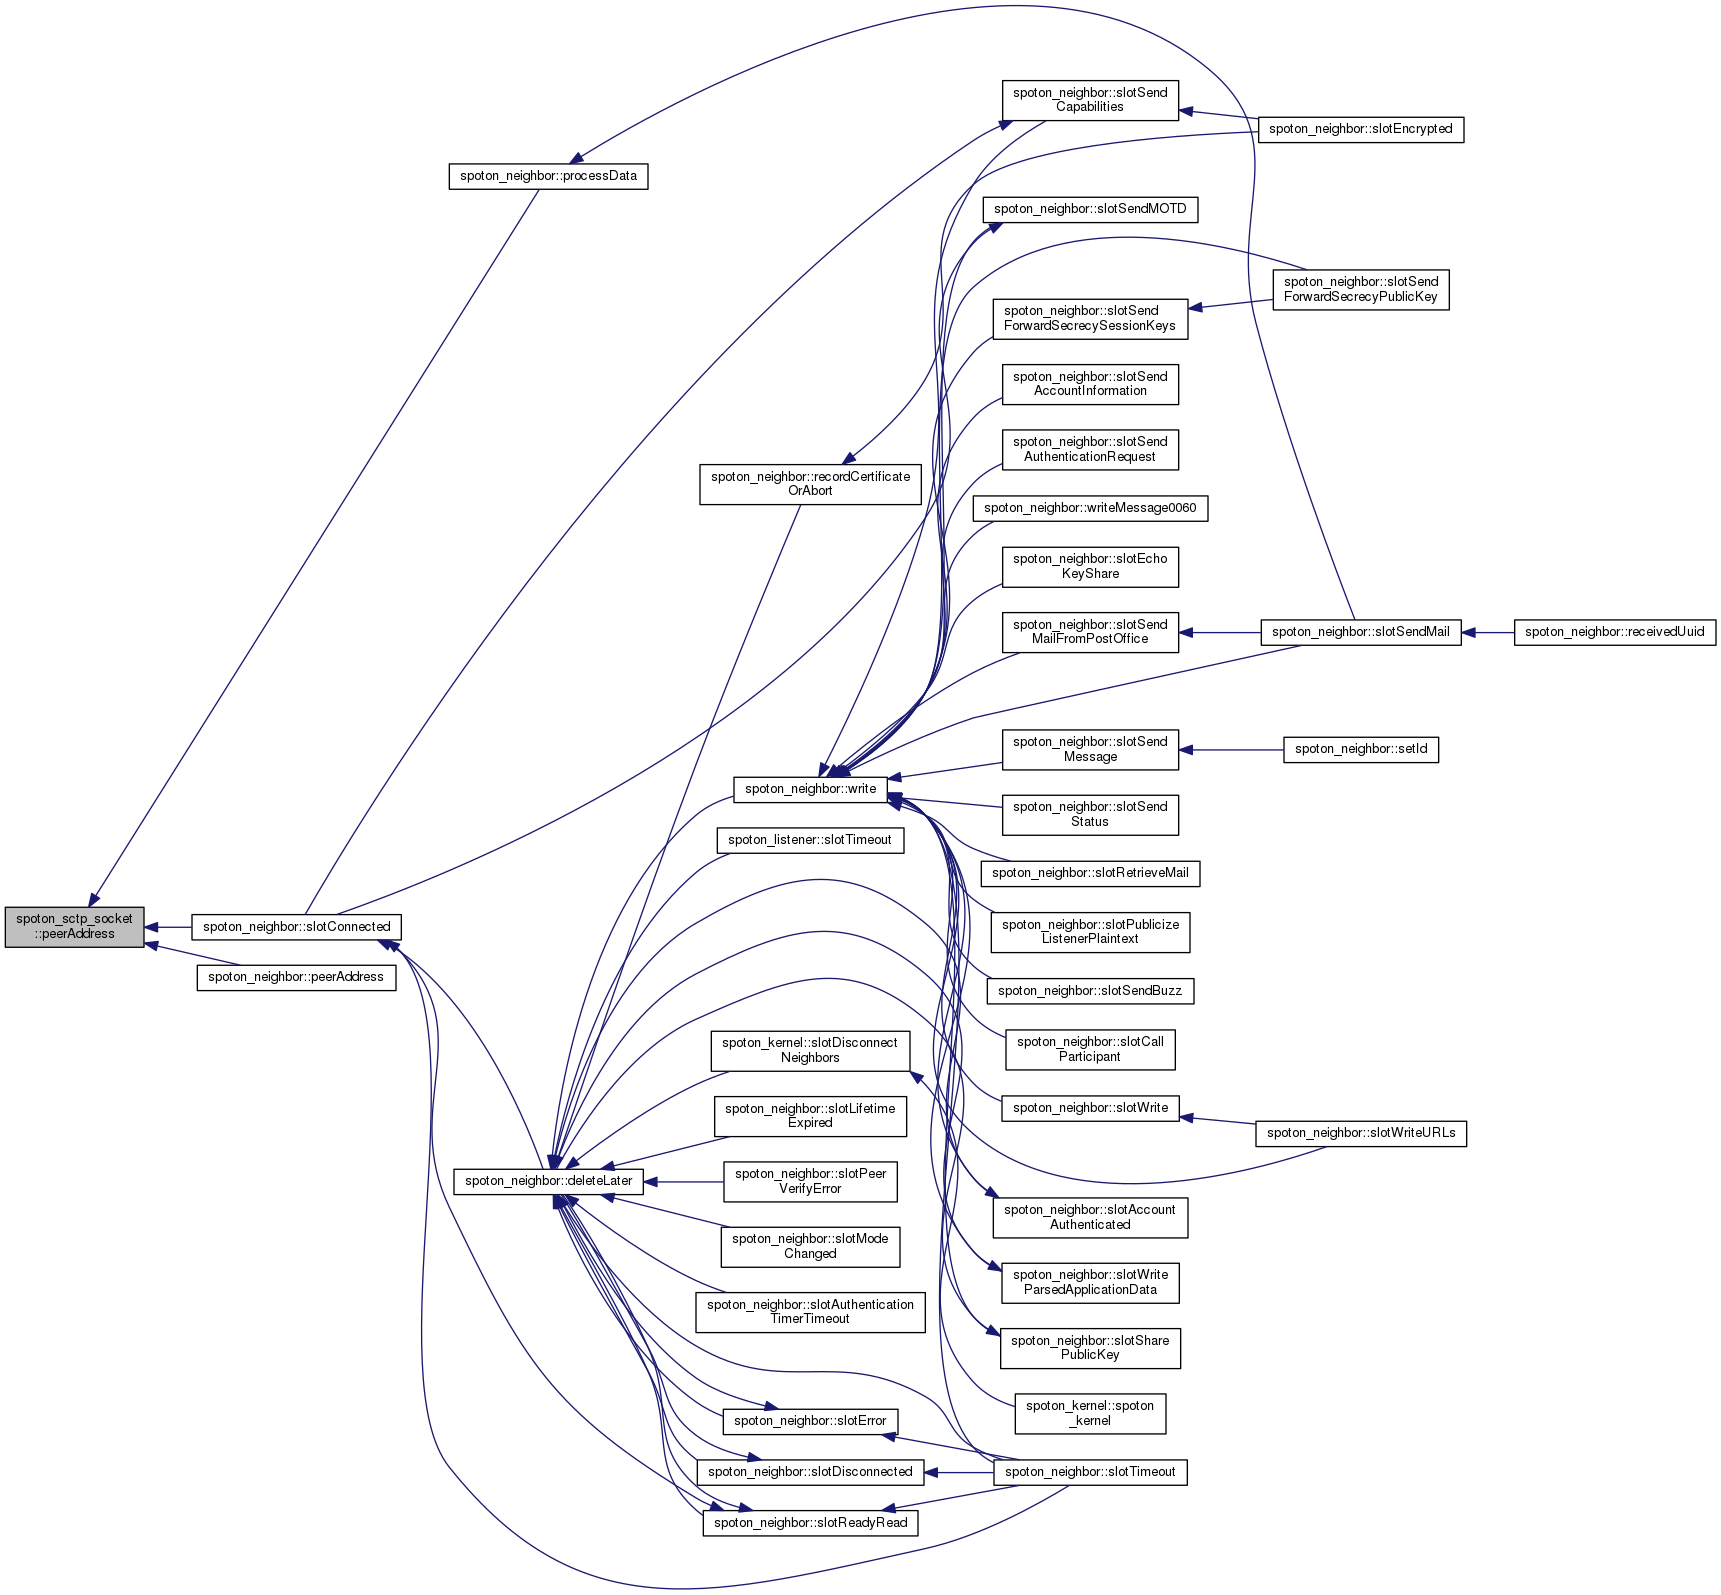 spoton_sctp_socket
::peerAddress
spoton_neighbor::processData
spoton_neighbor::slotConnected
spoton_neighbor::peerAddress
spoton_neighbor::deleteLater
spoton_neighbor::recordCertificate
OrAbort
spoton_neighbor::write
spoton_listener::slotTimeout
spoton_kernel::slotDisconnect
Neighbors
spoton_neighbor::slotLifetime
Expired
spoton_neighbor::slotPeer
VerifyError
spoton_neighbor::slotMode
Changed
spoton_neighbor::slotAuthentication
TimerTimeout
spoton_neighbor::slotError
spoton_neighbor::slotDisconnected
spoton_neighbor::slotReadyRead
spoton_neighbor::slotSend
Capabilities
spoton_neighbor::slotSendMOTD
spoton_neighbor::slotSend
ForwardSecrecySessionKeys
spoton_neighbor::slotSend
AccountInformation
spoton_neighbor::slotSend
AuthenticationRequest
spoton_neighbor::writeMessage0060
spoton_neighbor::slotEcho
KeyShare
spoton_neighbor::slotSend
MailFromPostOffice
spoton_neighbor::slotSend
Message
spoton_neighbor::slotSend
Status
spoton_neighbor::slotRetrieveMail
spoton_neighbor::slotPublicize
ListenerPlaintext
spoton_neighbor::slotSendBuzz
spoton_neighbor::slotCall
Participant
spoton_neighbor::slotWrite
spoton_neighbor::slotAccount
Authenticated
spoton_neighbor::slotWrite
ParsedApplicationData
spoton_neighbor::slotShare
PublicKey
spoton_kernel::spoton
_kernel
spoton_neighbor::slotTimeout
spoton_neighbor::slotEncrypted
spoton_neighbor::slotSend
ForwardSecrecyPublicKey
spoton_neighbor::slotSendMail
spoton_neighbor::setId
spoton_neighbor::slotWriteURLs
spoton_neighbor::receivedUuid